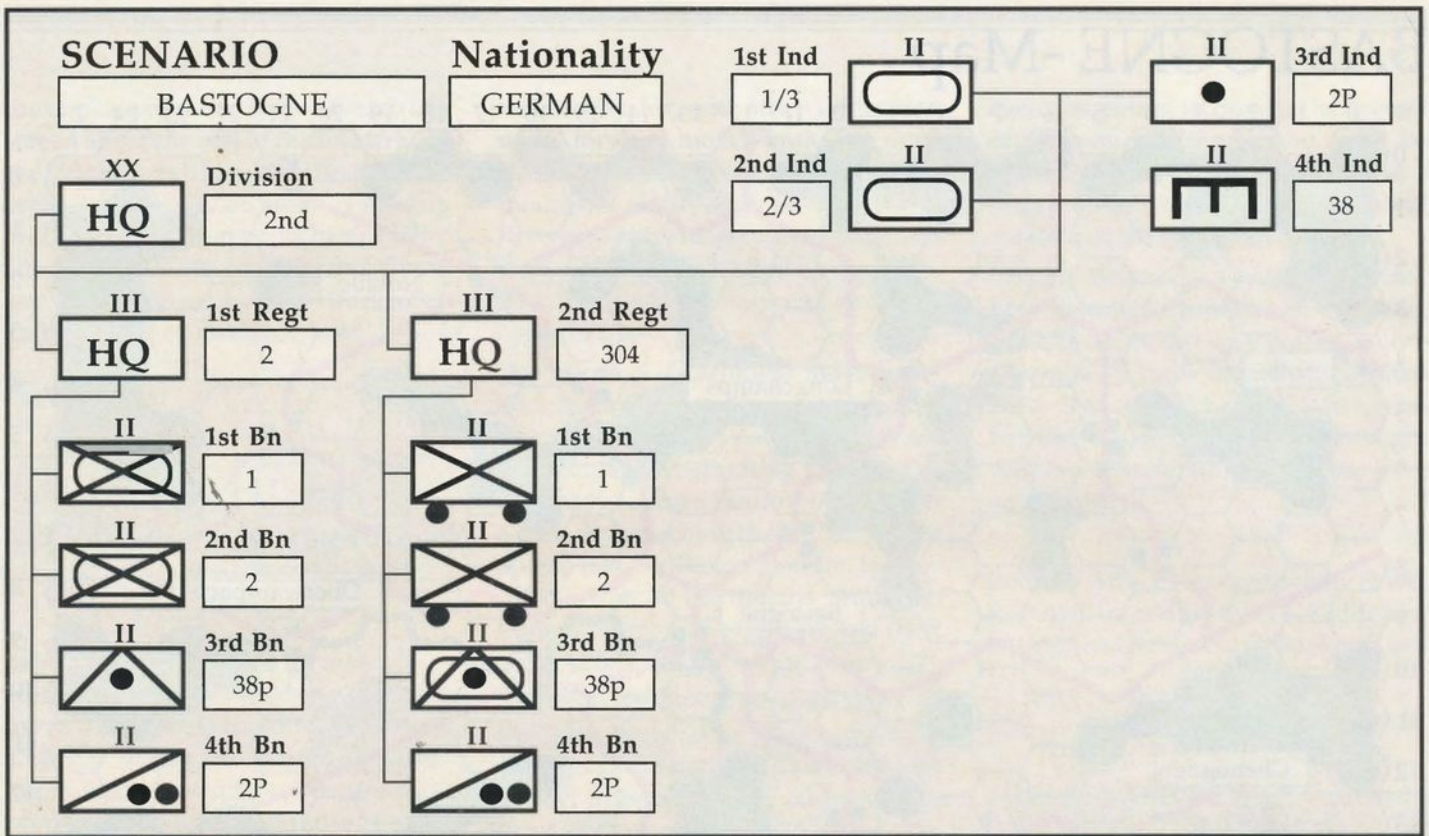 SCENARIO
BASTOGNE
Nationality
GERMAN
1st Ind
1/3
II
II
3rd Ind
2P
2nd Ind
2/3
II
II
4th Ind
38
XX
HQ
Division
2nd
III
HQ
1st Regt
2
III
HQ
2nd Regt
304
II
1st Bn
1
II
1st Bn
1
II
2nd Bn
2
II
2nd Bn
2
II
3rd Bn
38p
II
3rd Bn
38p
II
4th Bn
2P
II
4th Bn
2P
BASTOGNE -Map